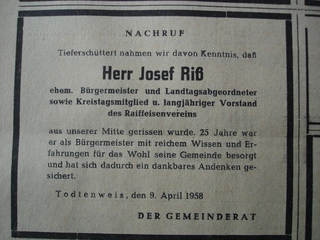 NACHRUF
Tieferschüttert nahmen wir davon Kenntnis, daß
Herr Josef Riß
ehem. Bürgermeister und Landtagsabgeordneter
sowie Kreistagsmitglied u. langjähriger Vorstand
des Raiffeisenvereins
aus unserer Mitte gerissen wurde. 25 Jahre war
er als Bürgermeister mit reichem Wissen und Er-
fahrungen für das Wohl seine Gemeinde besorgt
und hat sich dadurch ein dankbares Andenken ge-
sichert.
Todtenweis, den 9. April 1958
DER GEMEINDERAT